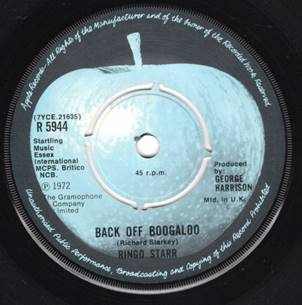 Apple Records. All Rights of the Manufacturer and of the Owner of the Recorded Work Reserved
(7YCE.21635)
R 5944
Startling
Music
Essex
International
MCPS. Britico
NCB.
℗ 1972
The Gramophone
Company
Limited
45 r.p.m.
Produced
by:
GEORGE
HARRISON
Mfd. in U.K.
BACK OFF BOOGALOO
(Richard Starkey)
RINGO STARR
Unauthorised Public Performance, Broadcasting and Copying of this Record Prohibited